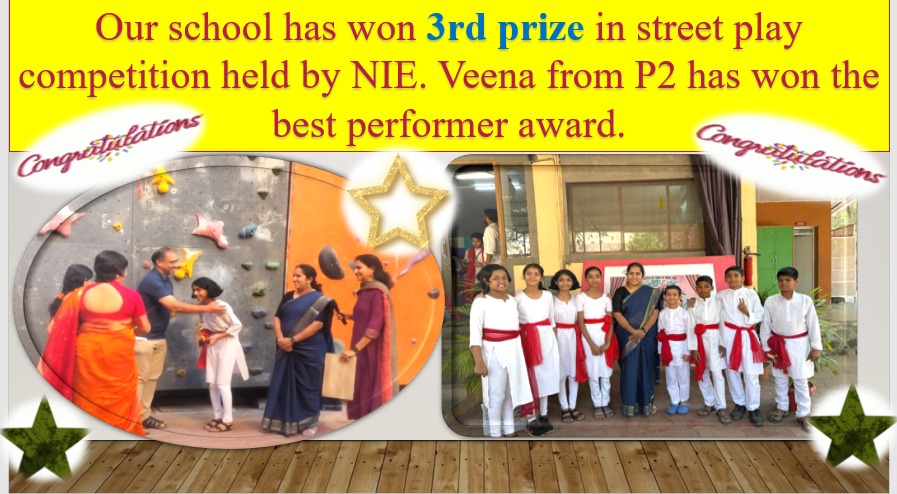 Our school has won 3rd prize in street play
competition held by NIE. Veena from P2 has won the
best performer award.
Congratulations
Congratulations